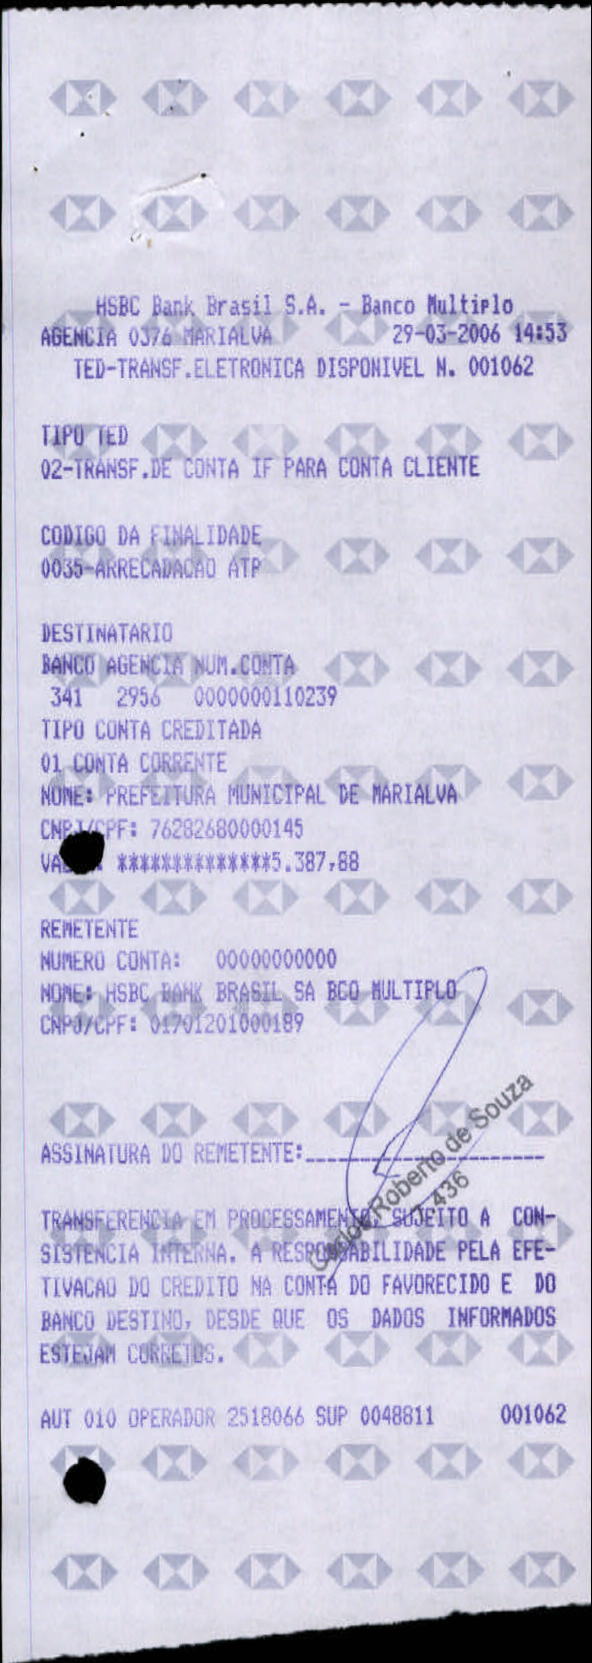 HSBC Bank Brasil S.A. - Banco Multiplo
AGENCIA 0376 MARIALVA 29-03-2006 14:53
TED-TRANSF.ELETRONICA DISPONIVEL N. 001062
TIPO TED
02-TRANSF.DE CONTA IF PARA CONTA CLIENTE
CODIGO DA FINALIDADE
0035-ARRECADACAO ATP
DESTINATARIO
BANCO AGENCIA NUM.CONTA
341 2956 0000000110239
TIPO CONTA CREDITADA
01 CONTA CORRENTE
NOME: PREFEITURA MUNICIPAL DE MARIALVA
CNPJ/CPF: 76282680000145
**************5.387,88
REMETENTE
NUMERO CONTA: 00000000000
NOME: HSBC BANK BRASIL SA BCO MULTIPLO
CNPJ/CPF: 01701201000189
ASSINATURA DO REMETENTE:
Carlos Roberto de Souza
7.436
TRANSFERENCIA EM PROCESSAMENTO, SUJEITO A CON-
SISTENCIA INTERNA. A RESPONSABILIDADE PELA EFE-
TIVACAO DO CREDITO NA CONTA DO FAVORECIDO E DO
BANCO DESTINO, DESDE QUE OS DADOS INFORMADOS
ESTEJAM CORRETOS.
AUT 010 OPERADOR 2518066 SUP 0048811 001062